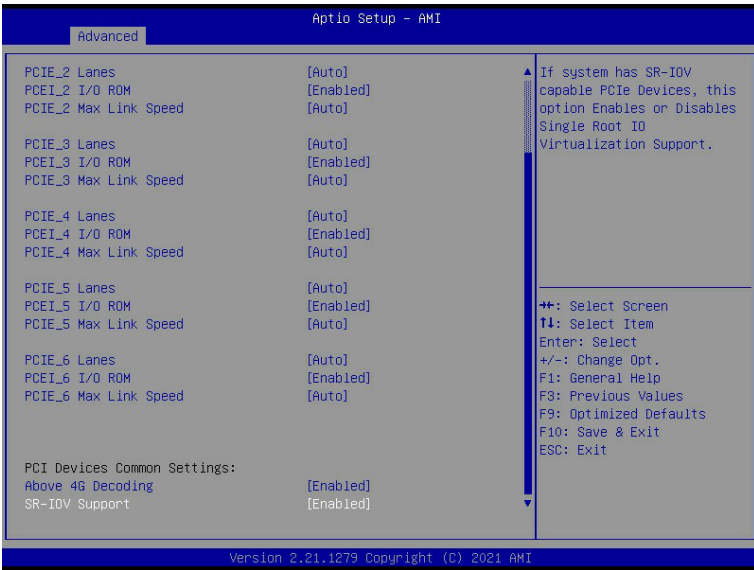 Aptio Setup – AMI
Advanced
PCIE_2 Lanes [Auto]
PCEI_2 I/O ROM [Enabled]
PCIE_2 Max Link Speed [Auto]
PCIE_3 Lanes [Auto]
PCEI_3 I/O ROM [Enabled]
PCIE_3 Max Link Speed [Auto]
PCIE_4 Lanes [Auto]
PCEI_4 I/O ROM [Enabled]
PCIE_4 Max Link Speed [Auto]
PCIE_5 Lanes [Auto]
PCEI_5 I/O ROM [Enabled]
PCIE_5 Max Link Speed [Auto]
PCIE_6 Lanes [Auto]
PCEI_6 I/O ROM [Enabled]
PCIE_6 Max Link Speed [Auto]
PCI Devices Common Settings:
Above 4G Decoding [Enabled]
SR-IOV Support [Enabled]
If system has SR-IOV
capable PCIe Devices, this
option Enables or Disables
Single Root IO
Virtualization Support.
→←: Select Screen
↑↓: Select Item
Enter: Select
+/-: Change Opt.
F1: General Help
F3: Previous Values
F9: Optimized Defaults
F10: Save & Exit
ESC: Exit
Version 2.21.1279 Copyright (C) 2021 AMI